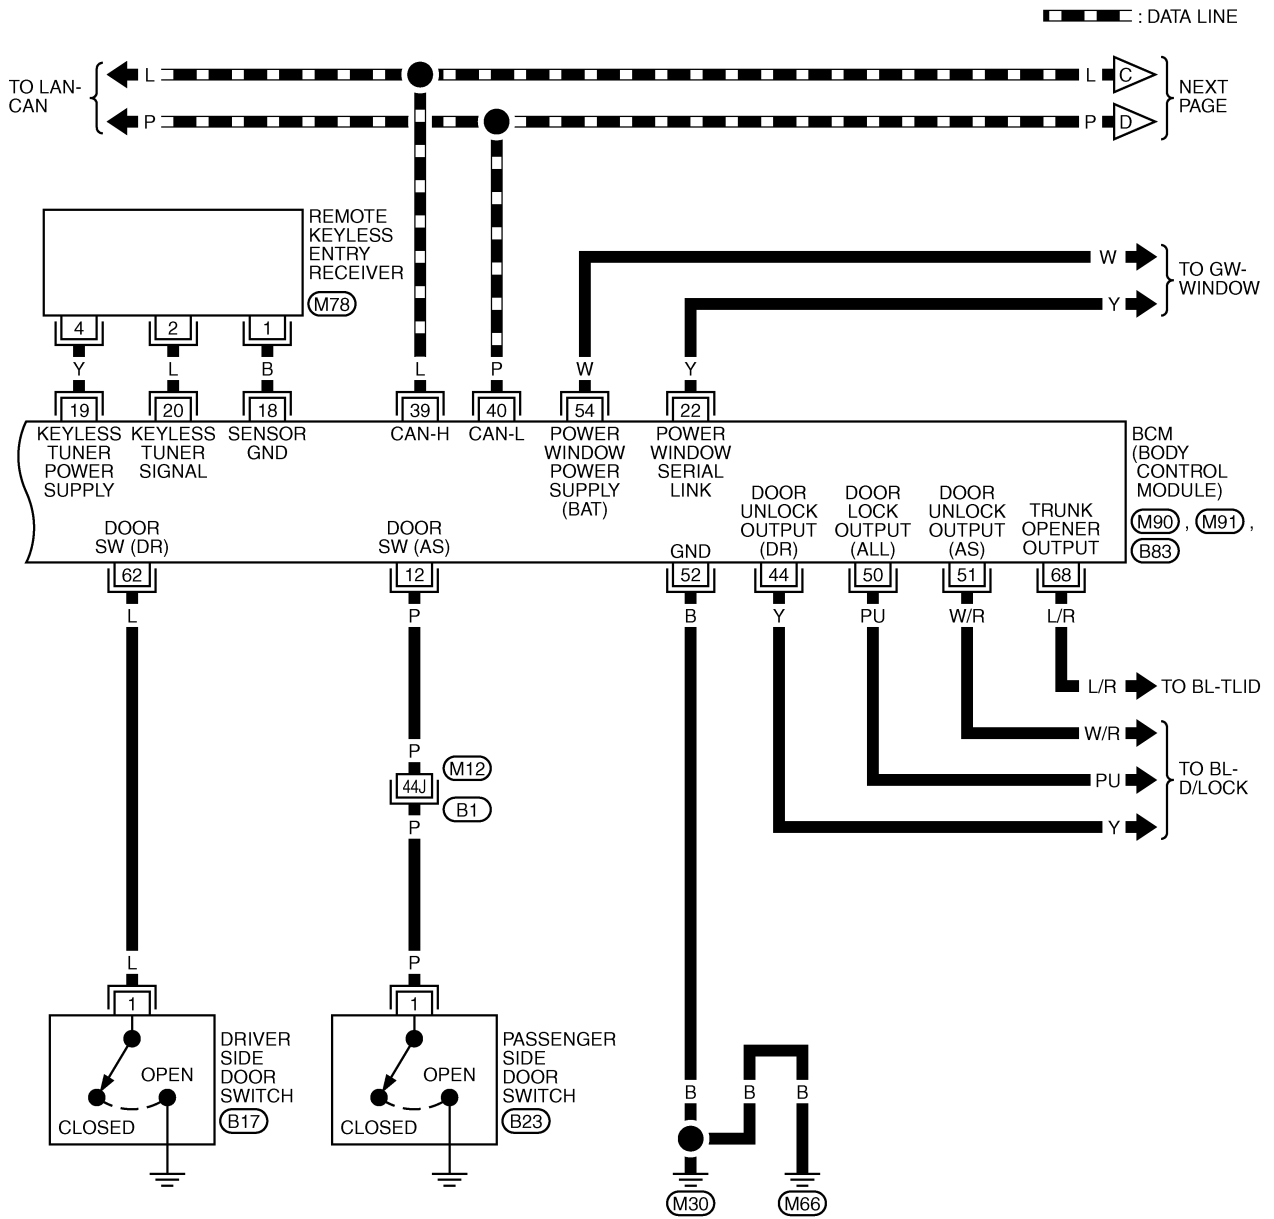 : DATA LINE
TO LAN-
CAN
L
L
C
P
P
D
NEXT
PAGE
REMOTE
KEYLESS
ENTRY
RECEIVER
M78
W
Y
TO GW-
WINDOW
4
2
1
Y
L
B
L
P
W
Y
19
20
18
39
40
54
22
KEYLESS
TUNER
POWER
SUPPLY
KEYLESS
TUNER
SIGNAL
SENSOR
GND
CAN-H
CAN-L
POWER
WINDOW
POWER
SUPPLY
(BAT)
POWER
WINDOW
SERIAL
LINK
BCM
(BODY
CONTROL
MODULE)
M90 , M91 ,
B83
DOOR
SW (DR)
DOOR
SW (AS)
GND
DOOR
UNLOCK
OUTPUT
(DR)
DOOR
LOCK
OUTPUT
(ALL)
DOOR
UNLOCK
OUTPUT
(AS)
TRUNK
OPENER
OUTPUT
62
12
52
44
50
51
68
L
P
B
Y
PU
W/R
L/R
L/R
TO BL-TLID
W/R
PU
Y
TO BL-
D/LOCK
P
44J
M12
B1
P
L
P
1
1
DRIVER
SIDE
DOOR
SWITCH
B17
OPEN
CLOSED
PASSENGER
SIDE
DOOR
SWITCH
B23
OPEN
CLOSED
B
B
B
M30
M66